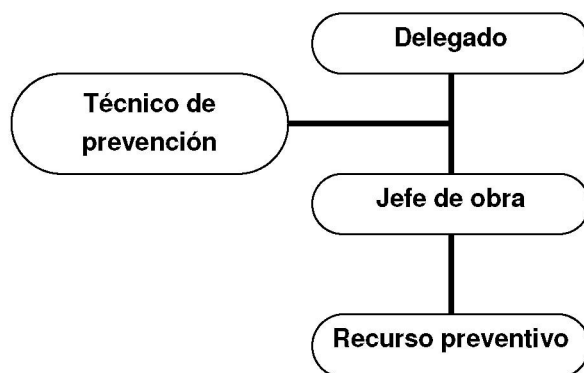 Delegado
Técnico de
prevención
Jefe de obra
Recurso preventivo